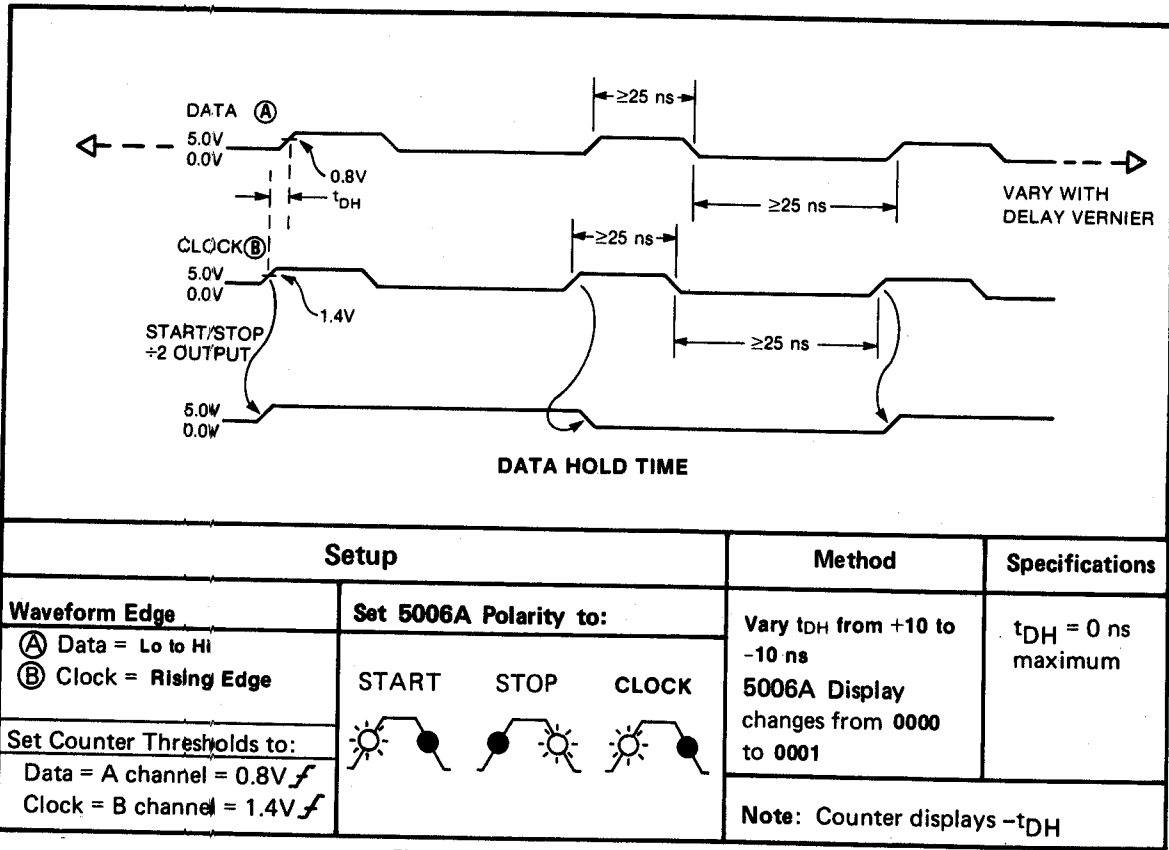 ≥25 ns
DATA Ⓐ
5.0V
0.0V
0.8V
tDH
≥25 ns
VARY WITH
DELAY VERNIER
CLOCK Ⓑ
≥25 ns
5.0V
0.0V
1.4V
START/STOP
÷2 OUTPUT
≥25 ns
5.0V
0.0V
DATA HOLD TIME
Setup
Method
Specifications
Waveform Edge
Ⓐ Data = Lo to Hi
Ⓑ Clock = Rising Edge
Set Counter Thresholds to:
Data = A channel = 0.8V
Clock = B channel = 1.4V
Set 5006A Polarity to:
START STOP CLOCK
Vary tDH from +10 to
-10 ns
5006A Display
changes from 0000
to 0001
tDH = 0 ns
maximum
Note: Counter displays -tDH